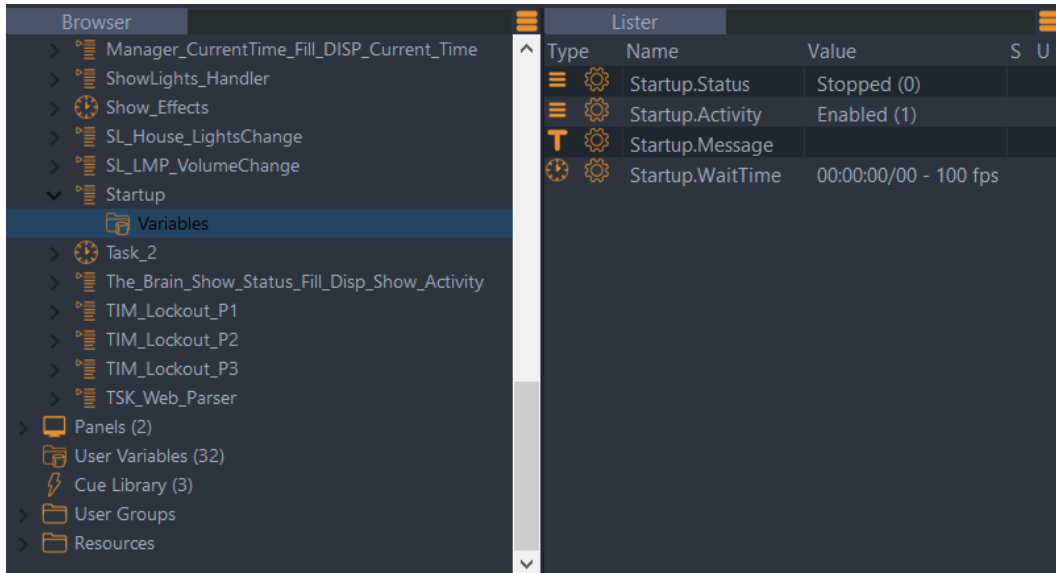 Browser
Manager_CurrentTime_Fill_DISP_Current_Time
ShowLights_Handler
Show_Effects
SL_House_LightsChange
SL_LMP_VolumeChange
Startup
Variables
Task_2
The_Brain_Show_Status_Fill_Disp_Show_Activity
TIM_Lockout_P1
TIM_Lockout_P2
TIM_Lockout_P3
TSK_Web_Parser
Panels (2)
User Variables (32)
Cue Library (3)
User Groups
Resources
Lister
Type Name Value S U
Startup.Status Stopped (0)
Startup.Activity Enabled (1)
Startup.Message
Startup.WaitTime 00:00:00/00 - 100 fps